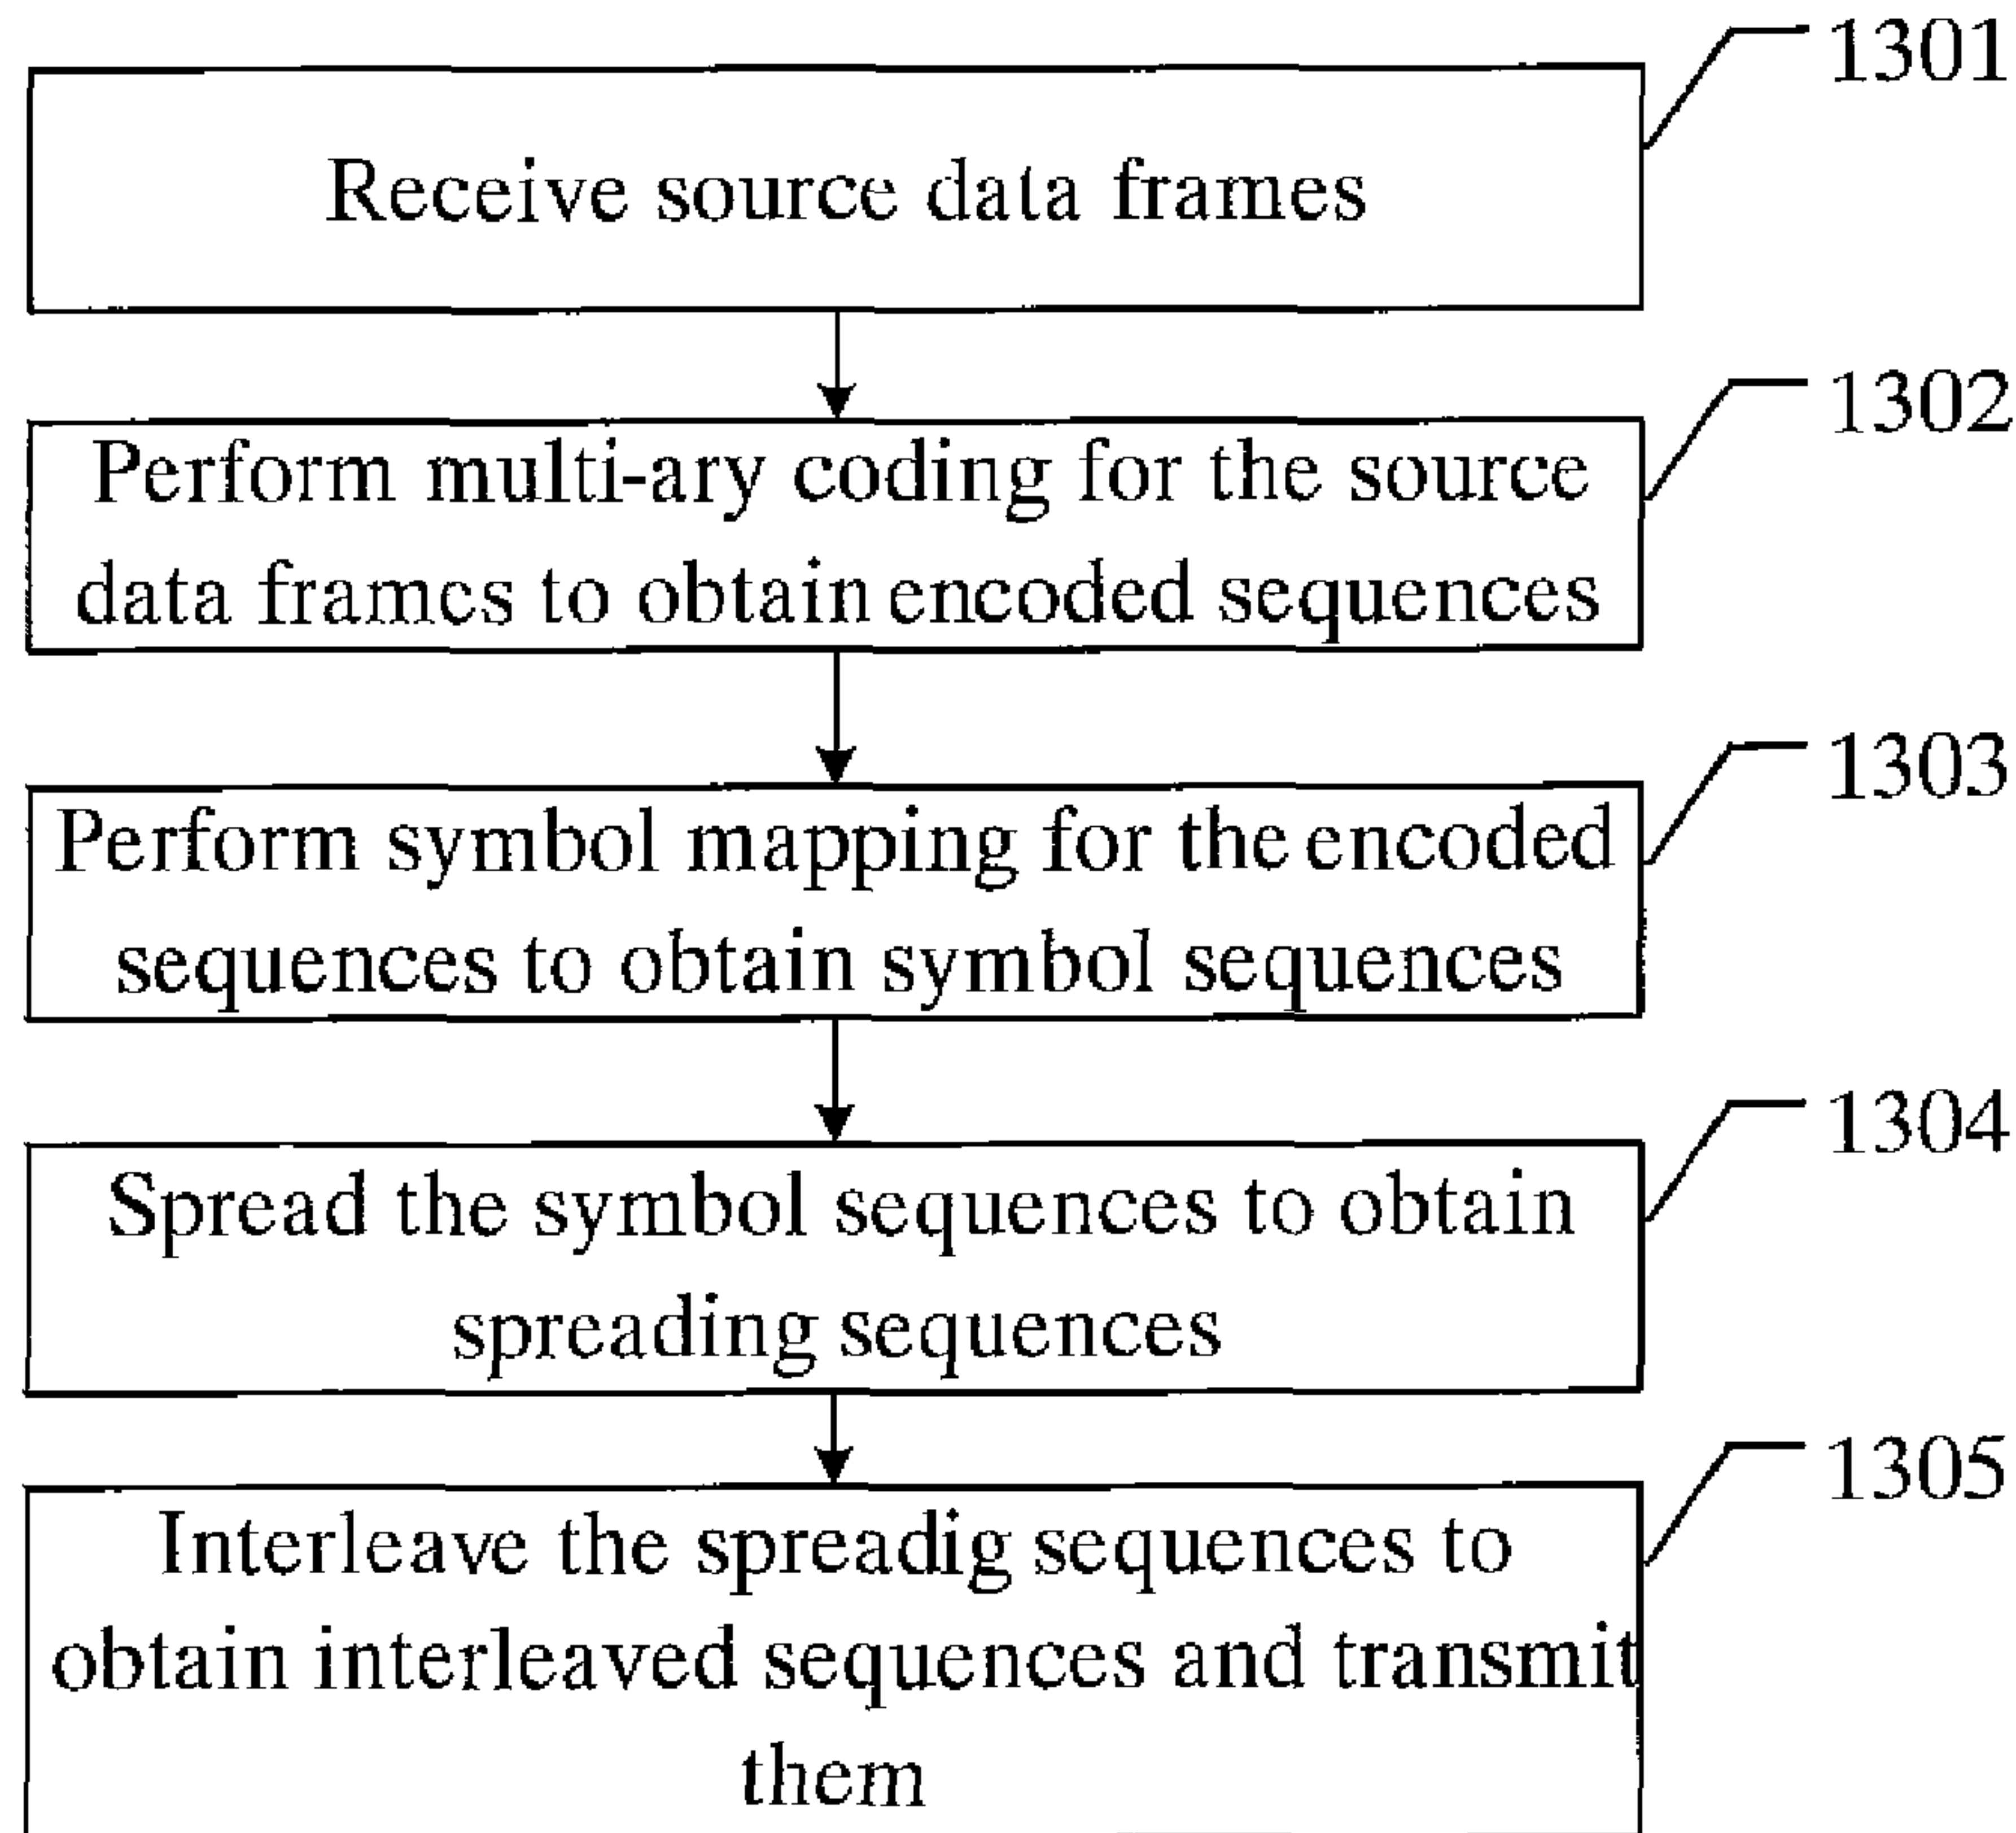 1301
Receive source data frames
1302
Perform multi-ary coding for the source
data frames to obtain encoded sequences
1303
Perform symbol mapping for the encoded
sequences to obtain symbol sequences
1304
Spread the symbol sequences to obtain
spreading sequences
1305
Interleave the spreadig sequences to
obtain interleaved sequences and transmit
them